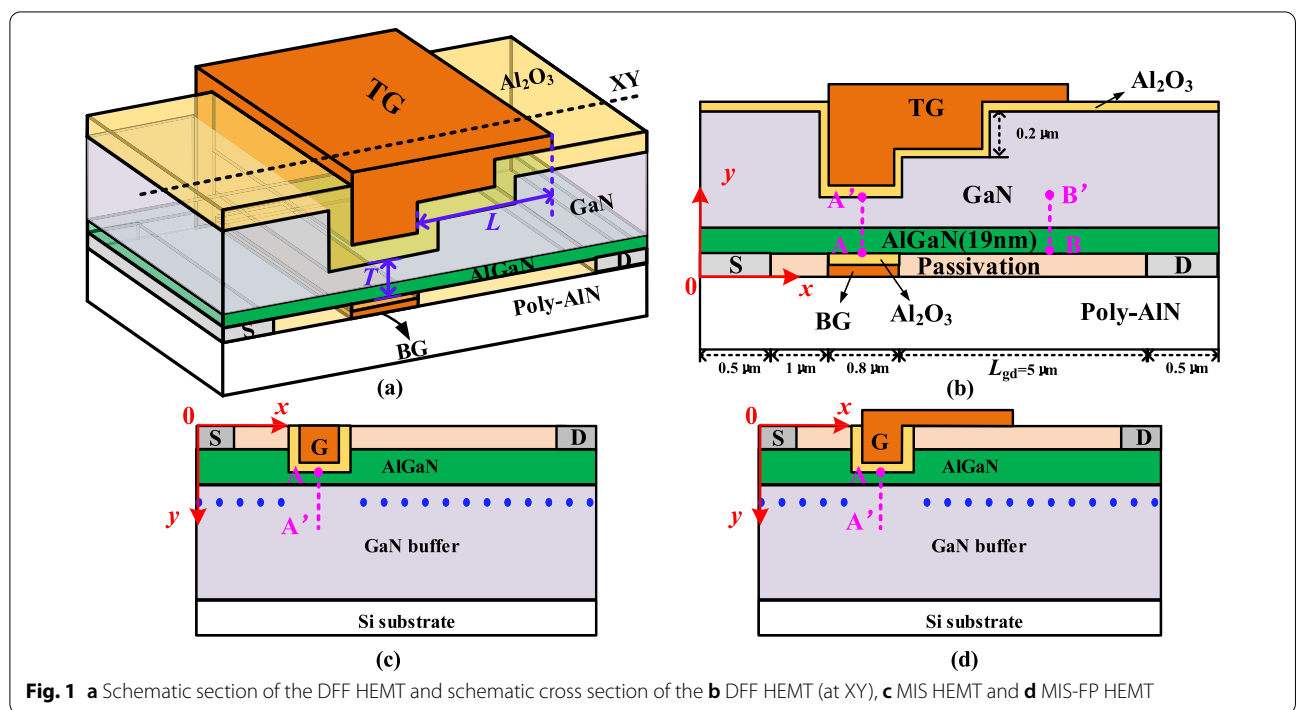 TG
Al₂O₃
XY
GaN
L
T
AlGaN
D
S
Poly-AlN
BG
(a)
TG
Al₂O₃
0.2 μm
y
A'
GaN
B'
AlGaN(19nm)
A
B
S
Passivation
D
0
x
BG
Al₂O₃
Poly-AlN
0.5 μm
1 μm
0.8 μm
Lgd=5 μm
0.5 μm
(b)
0
x
S
G
D
A
AlGaN
y
A'
GaN buffer
Si substrate
(c)
0
x
S
G
D
A
AlGaN
y
A'
GaN buffer
Si substrate
(d)
Fig. 1 a Schematic section of the DFF HEMT and schematic cross section of the b DFF HEMT (at XY), c MIS HEMT and d MIS-FP HEMT